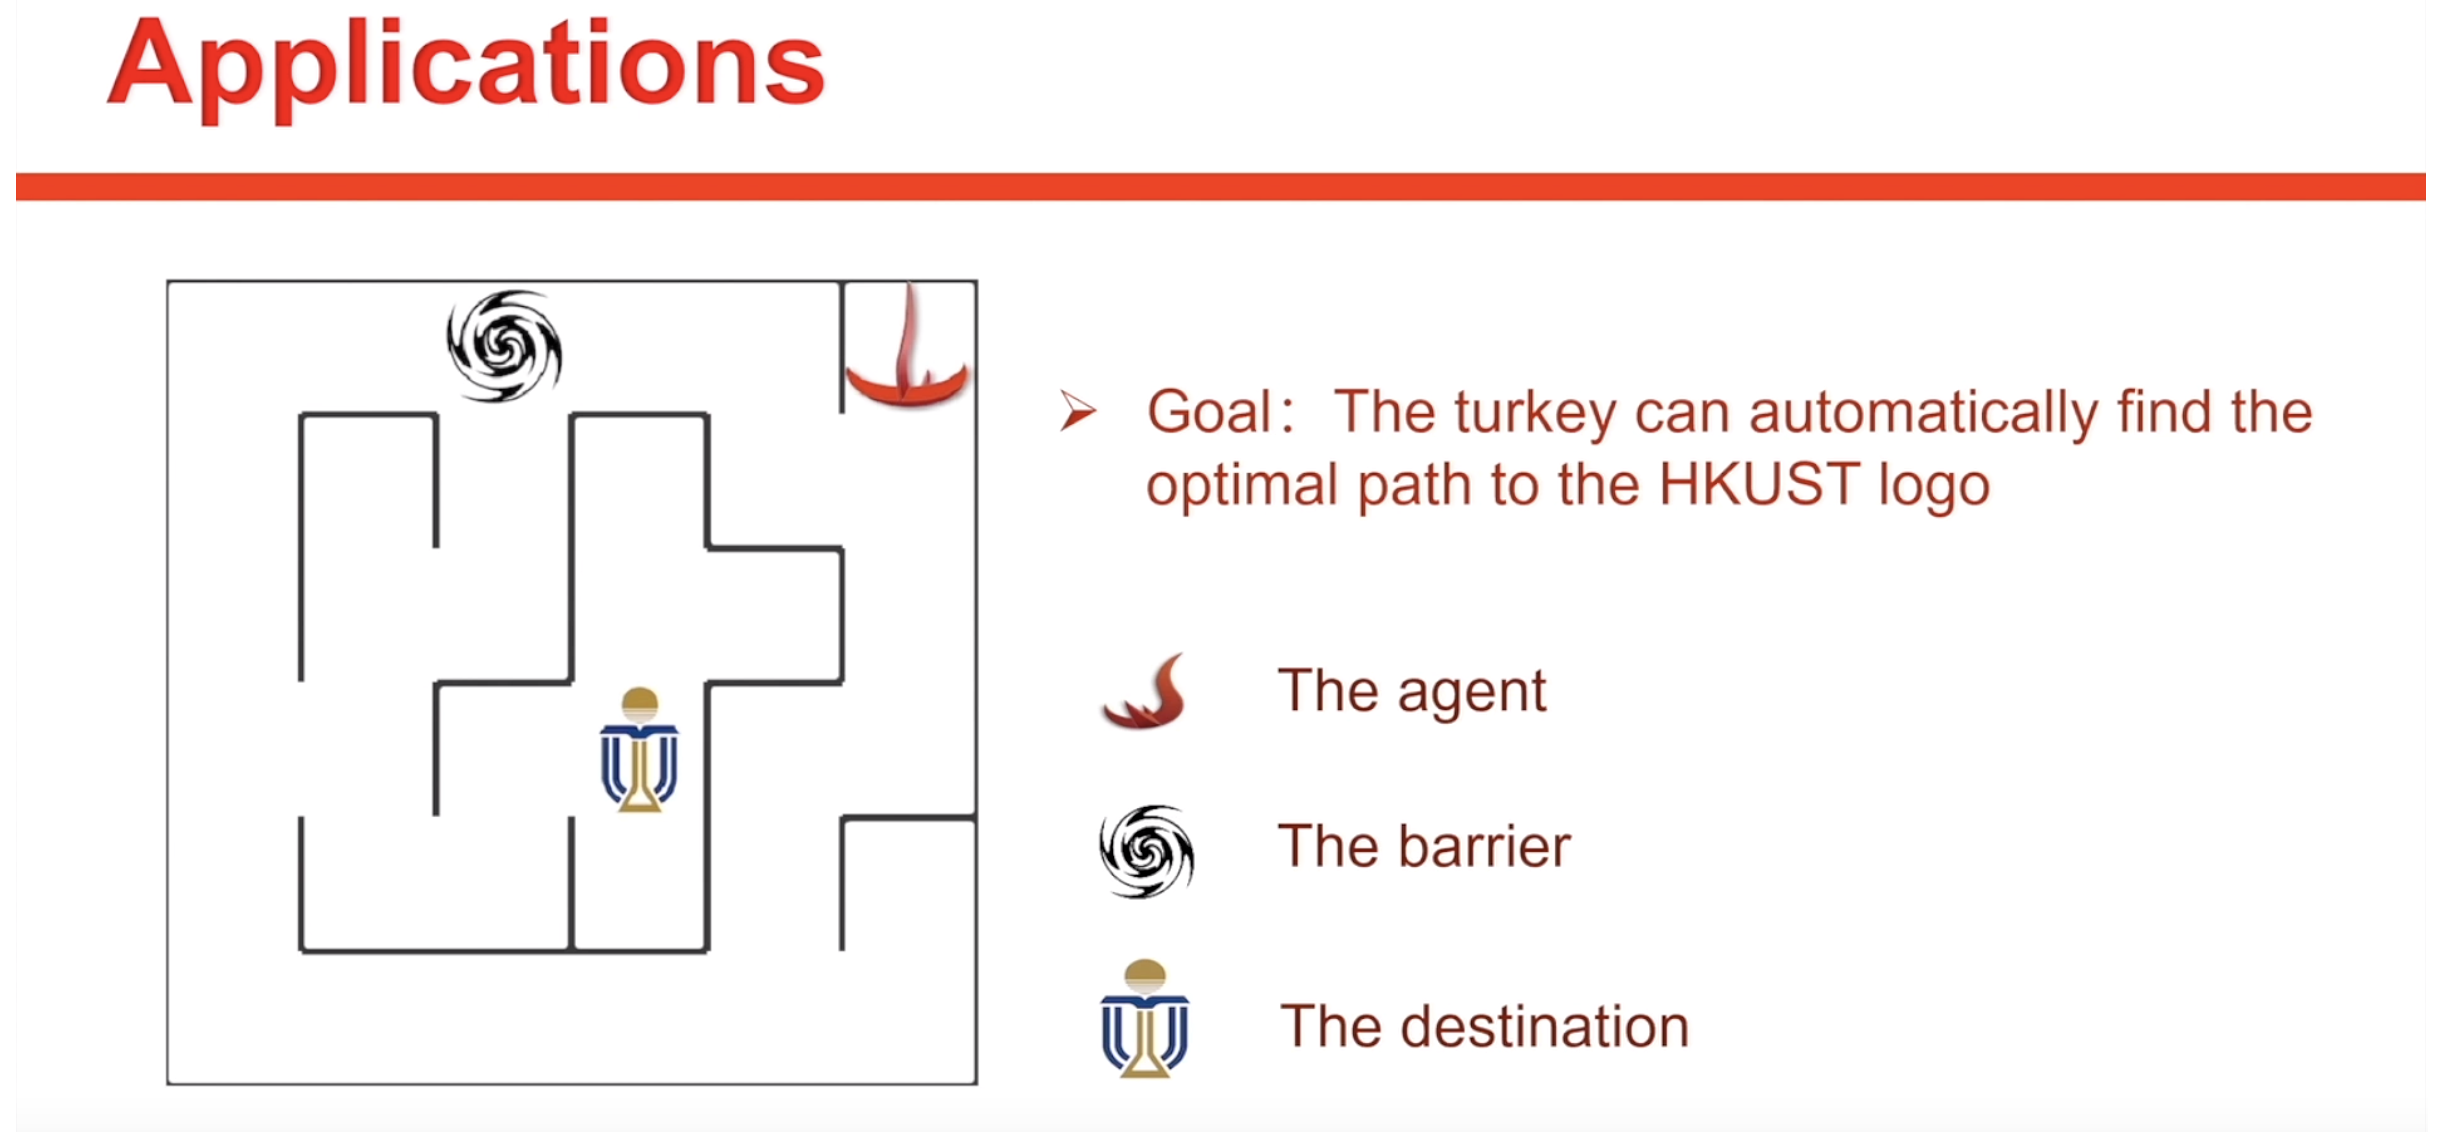 Applications
➢ Goal: The turkey can automatically find the
optimal path to the HKUST logo
The agent
The barrier
The destination